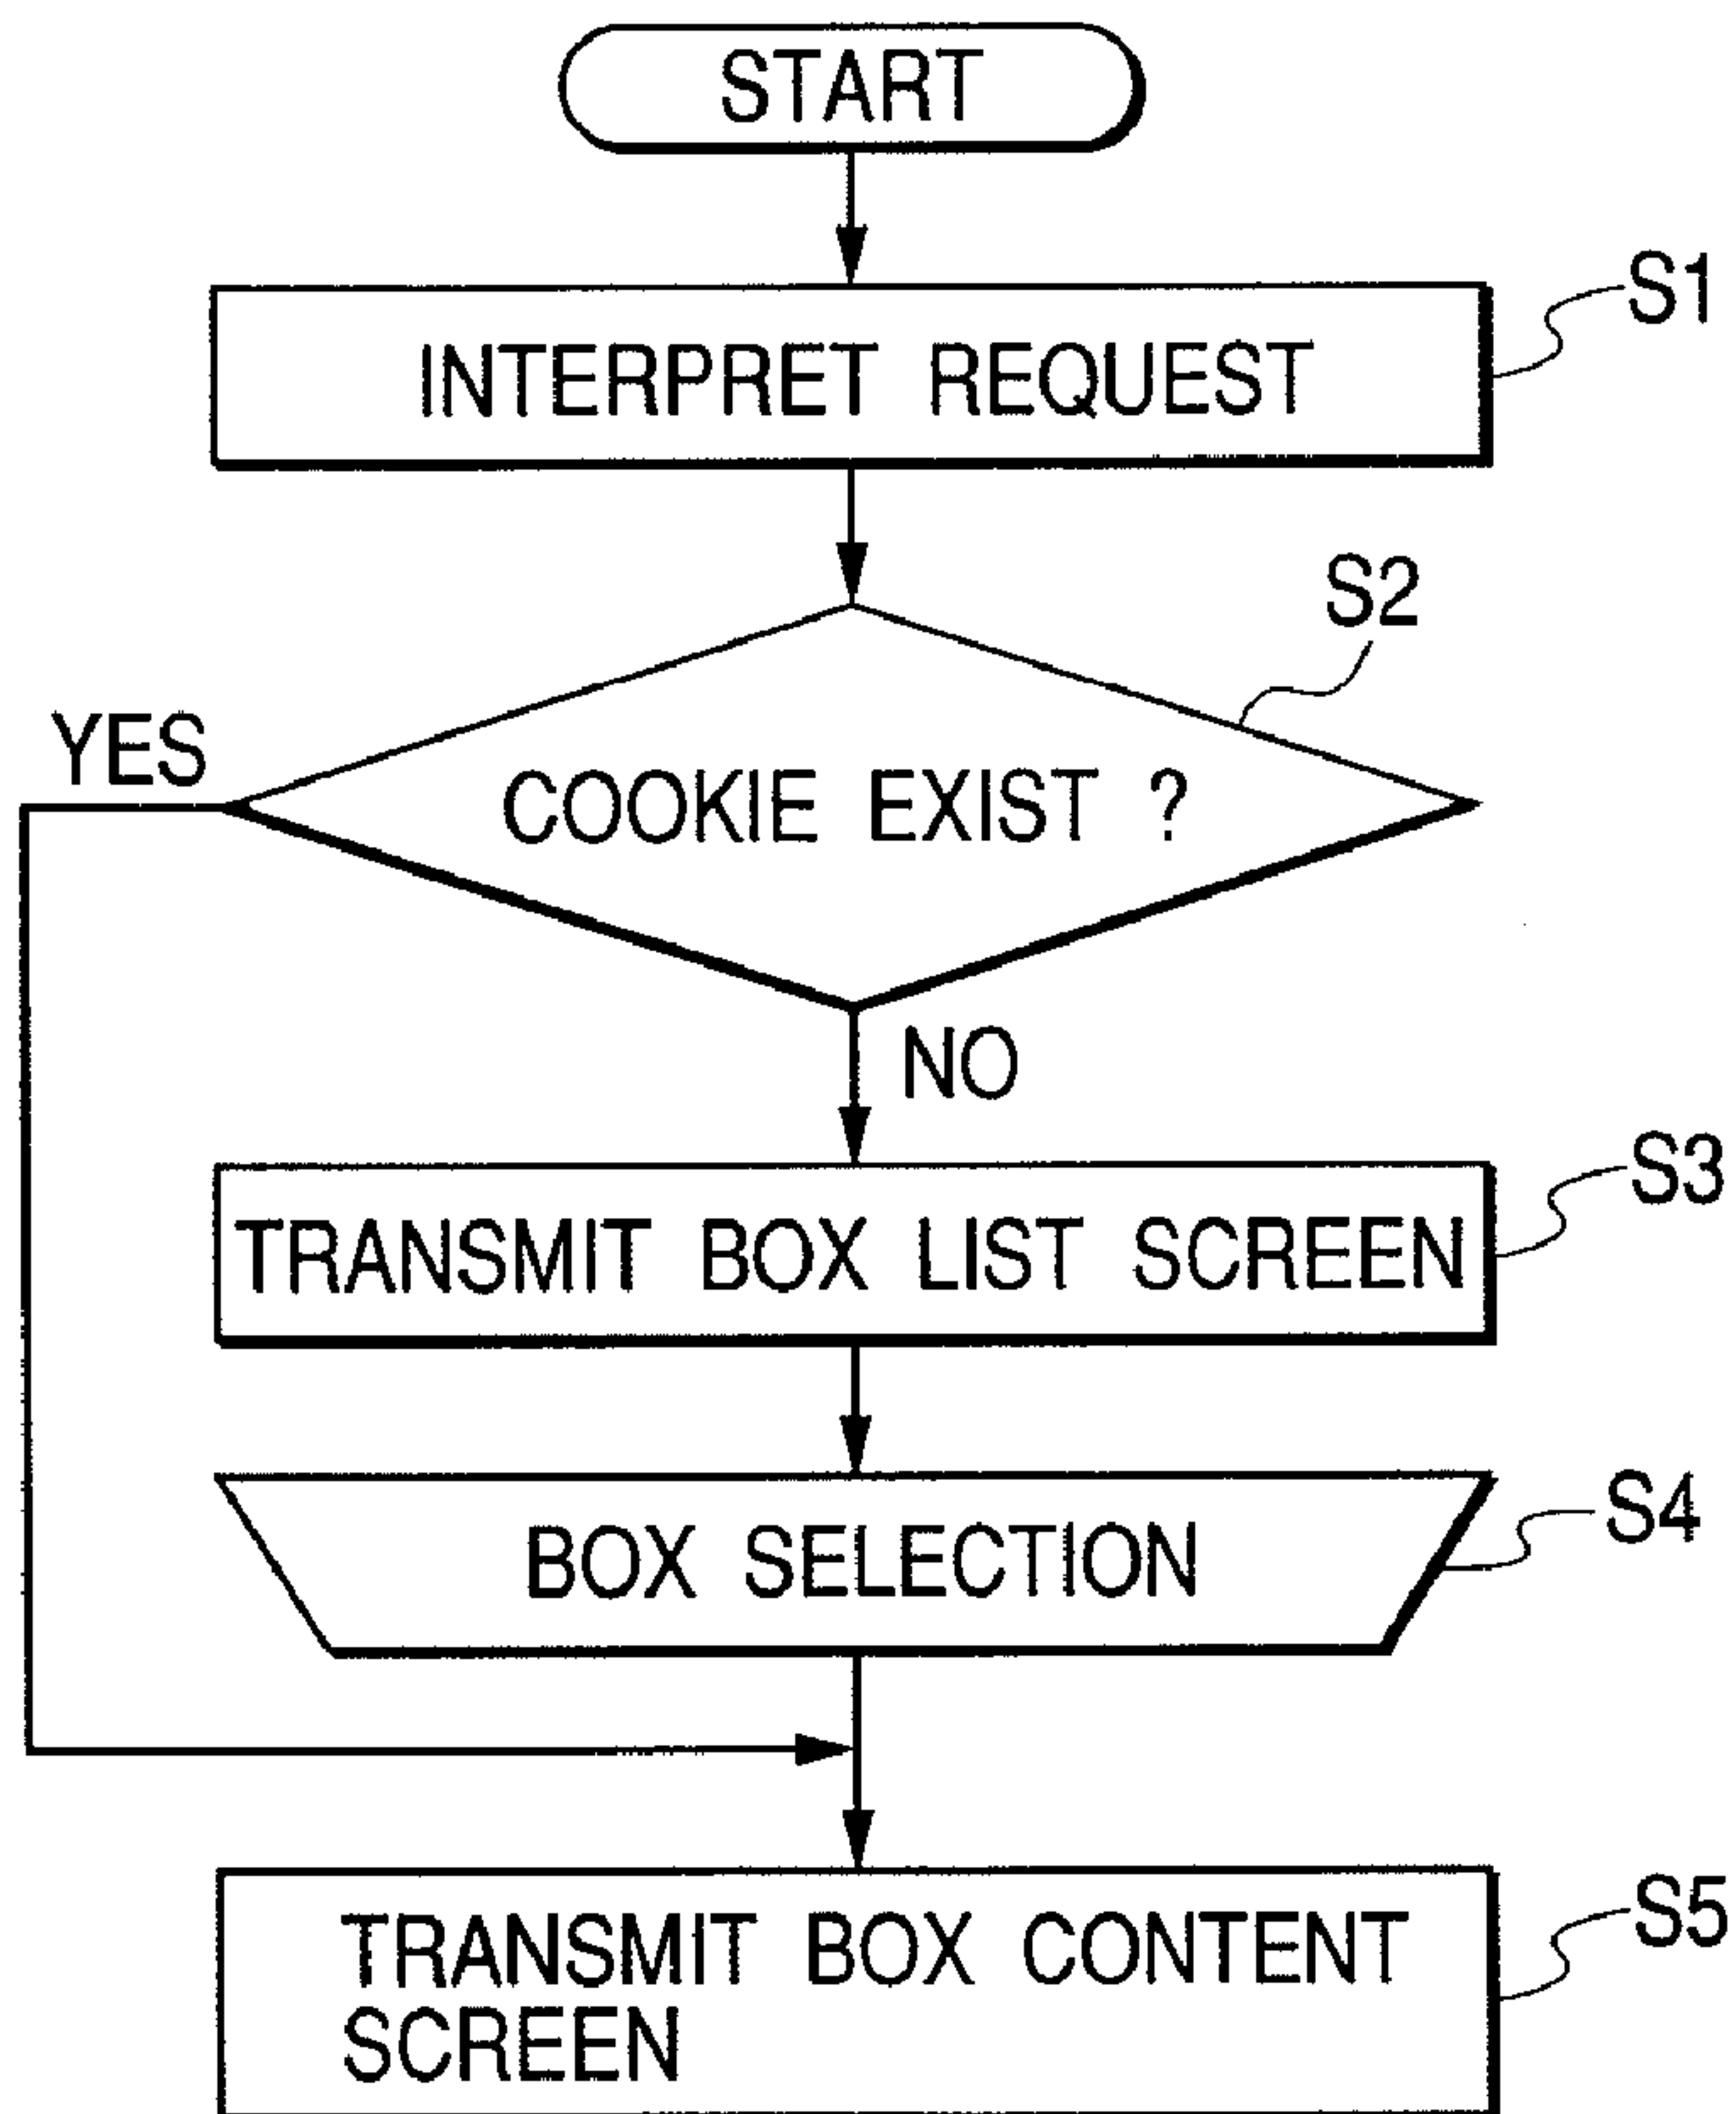 START
INTERPRET REQUEST
S1
S2
YES
COOKIE EXIST ?
NO
S3
TRANSMIT BOX LIST SCREEN
S4
BOX SELECTION
S5
TRANSMIT BOX CONTENT
SCREEN